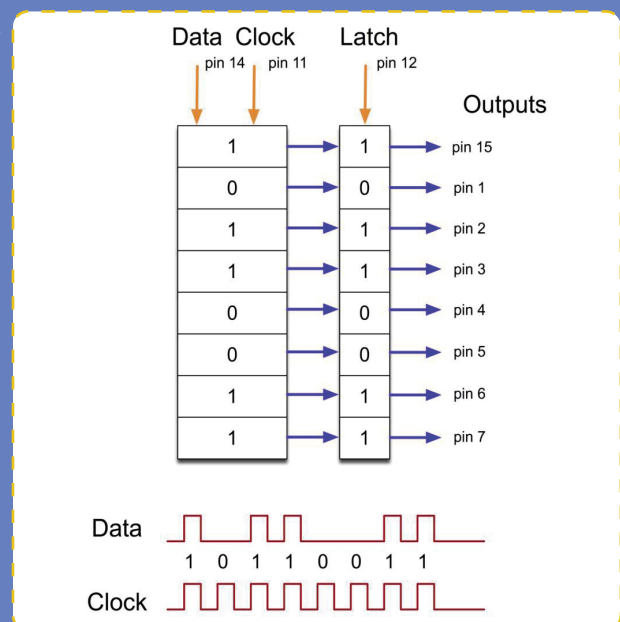 Data Clock Latch
pin 14 pin 11 pin 12
Outputs
1 1 pin 15
0 0 pin 1
1 1 pin 2
1 1 pin 3
0 0 pin 4
0 0 pin 5
1 1 pin 6
1 1 pin 7
Data
1 0 1 1 0 0 1 1
Clock